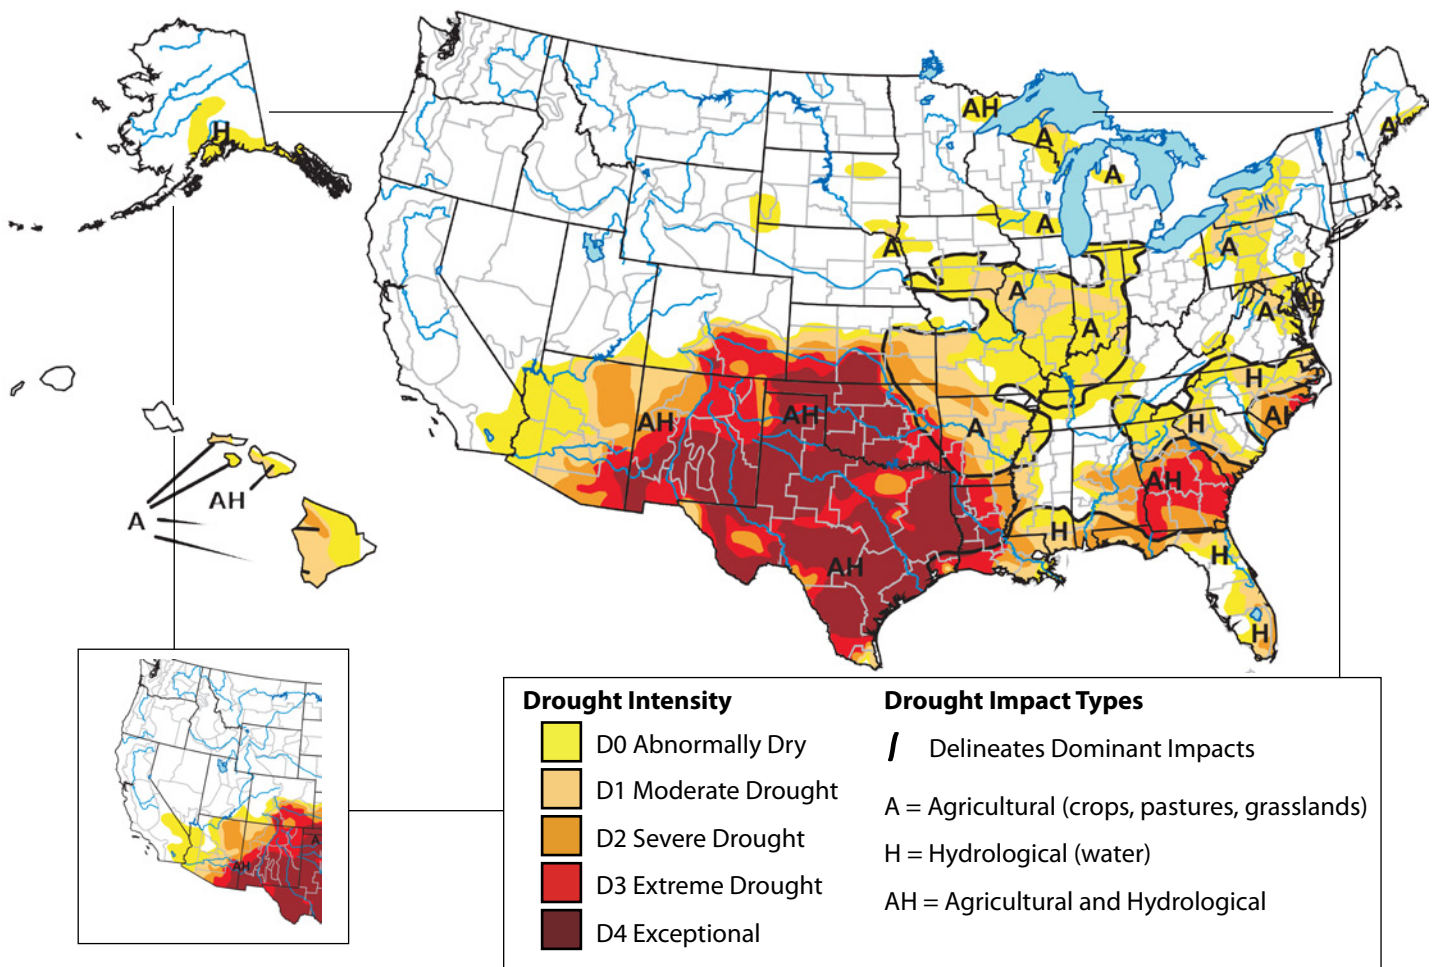 H
AH
A
A
A
A
A
A
A
A
A
AH
H
A
H
AH
AH
AH
A
AH
H
H
H
AH
A
AH
AH
Drought Intensity
D0 Abnormally Dry
D1 Moderate Drought
D2 Severe Drought
D3 Extreme Drought
D4 Exceptional
Drought Impact Types
Delineates Dominant Impacts
A = Agricultural (crops, pastures, grasslands)
H = Hydrological (water)
AH = Agricultural and Hydrological